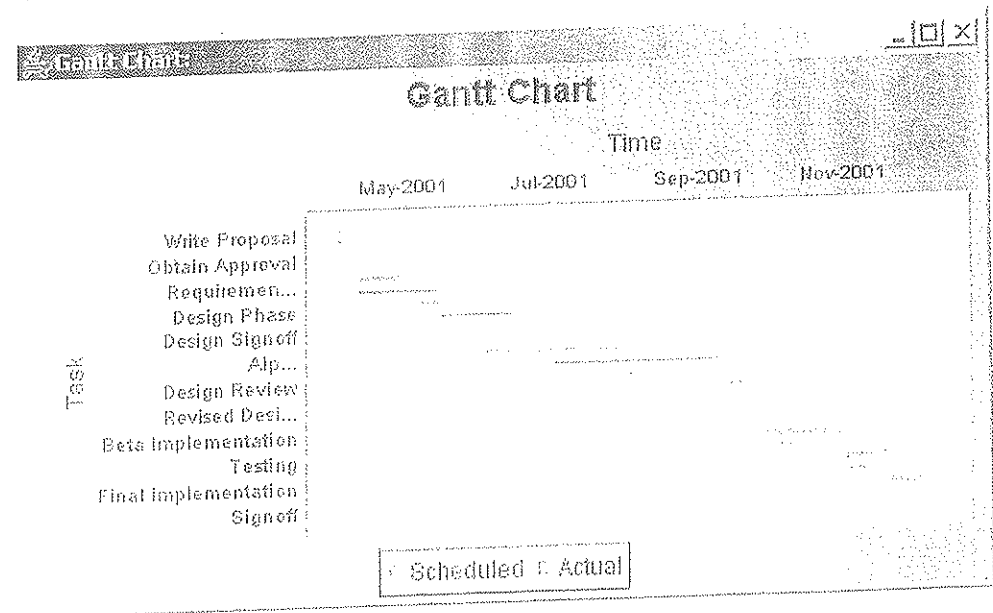 Gantt Chart:
Gantt Chart
Time
May-2001 Jul-2001 Sep-2001 Nov-2001
Task
Write Proposal
Obtain Approval
Requiremen...
Design Phase
Design Signoff
Alp...
Design Review
Revised Desi...
Beta Implementation
Testing
Final Implementation
Signoff
Scheduled Actual